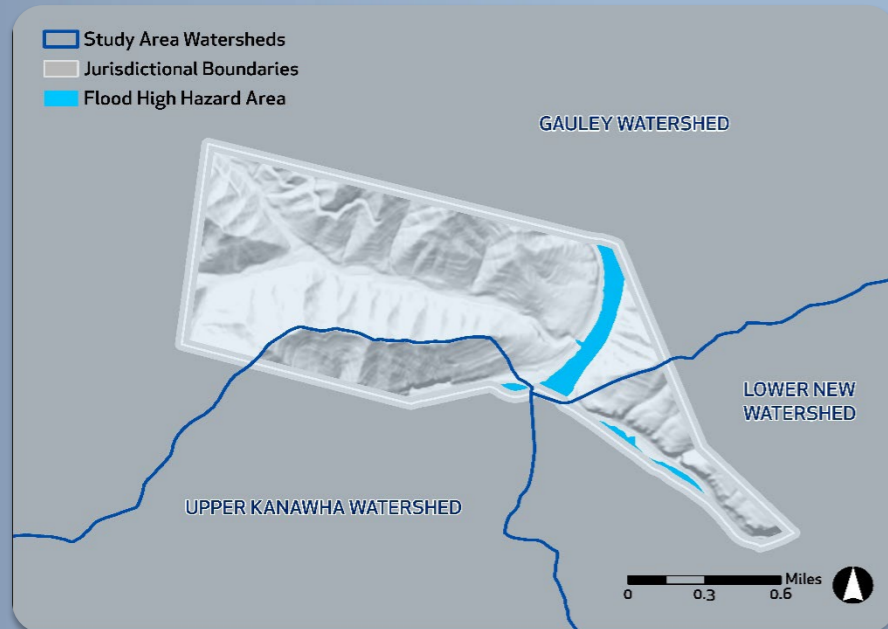 Study Area Watersheds
Jurisdictional Boundaries
Flood High Hazard Area
GAULEY WATERSHED
LOWER NEW
WATERSHED
UPPER KANAWHA WATERSHED
Miles
0 0.3 0.6